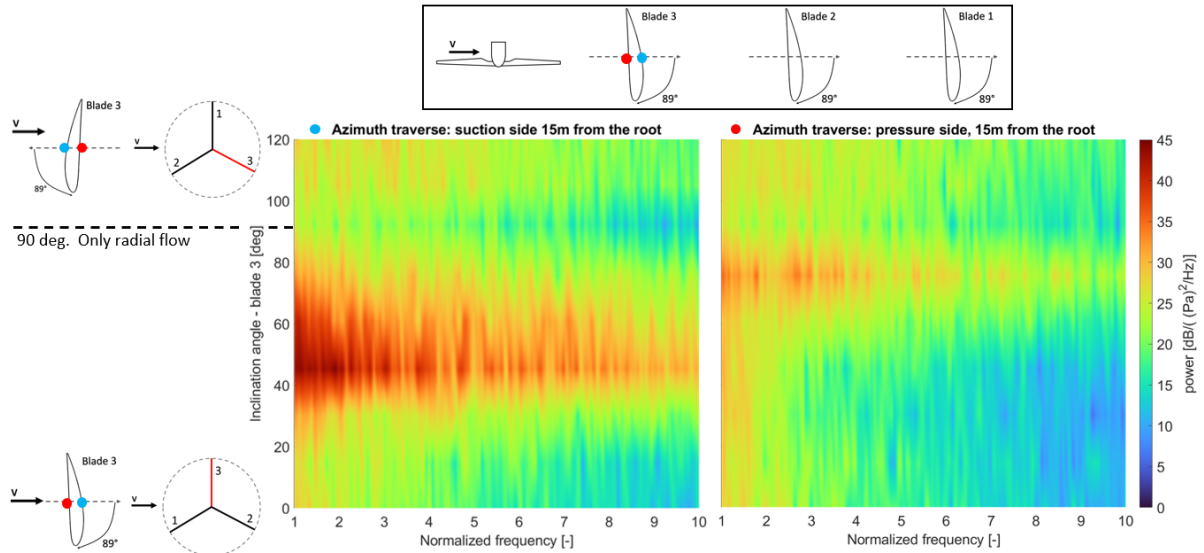 Blade 3
Blade 2
Blade 1
V
89°
89°
89°
Blade 3
V
V
1
2
3
89°
Azimuth traverse: suction side 15m from the root
Azimuth traverse: pressure side, 15m from the root
90 deg. Only radial flow
Inclination angle - blade 3 [deg]
120
100
80
60
40
20
0
1 2 3 4 5 6 7 8 9 10
Normalized frequency [-]
1 2 3 4 5 6 7 8 9 10
Normalized frequency [-]
45
40
35
30
25
20
15
10
5
0
power [dB/( (Pa)^2/Hz)]
Blade 3
V
V
3
1
2
89°